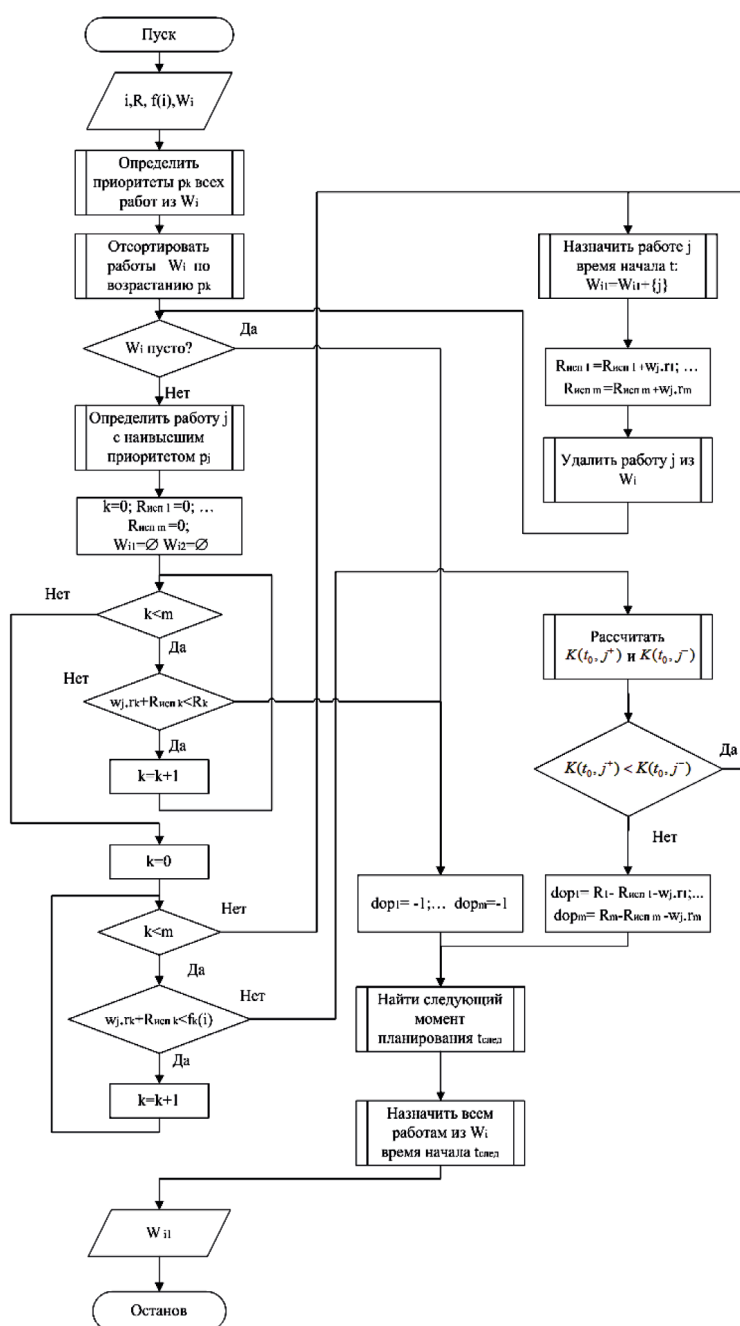 Пуск
i,R, f(i),Wi
Определить
приоритеты pk всех
работ из Wi
Отсортировать
работы Wi по
возрастанию pk
Wi пусто?
Да
Нет
Определить работу j
с наивысшим
приоритетом pj
k=0; Rисп 1 =0; …
Rисп m =0;
Wi1=∅ Wi2=∅
Нет
k<m
Да
Нет
wj.rk+Rисп k<Rk
Да
k=k+1
k=0
k<m
Нет
Да
wj.rk+Rисп k<fk(i)
Нет
Да
k=k+1
Назначить работе j
время начала t:
Wi1=Wi1+{j}
Rисп 1 =Rисп 1 +wj.r1; …
Rисп m =Rисп m +wj.rm
Удалить работу j из
Wi
Рассчитать
K(t₀, j⁺) и K(t₀, j⁻)
K(t₀, j⁺) < K(t₀, j⁻)
Да
Нет
dop1= R1- Rисп 1-wj.r1;...
dopm= Rm-Rисп m -wj.rm
dop1= -1;… dopm=-1
Найти следующий
момент
планирования tслед
Назначить всем
работам из Wi
время начала tслед
W i1
Останов